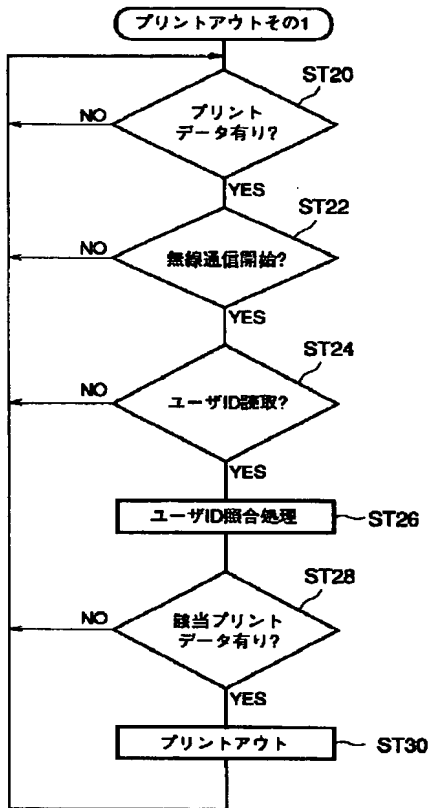 プリントアウトその1
ST20
プリント
データ有り?
NO
YES
ST22
無線通信開始?
NO
YES
ST24
ユーザID読取?
NO
YES
ユーザID照合処理
ST26
ST28
該当プリント
データ有り?
NO
YES
プリントアウト
ST30